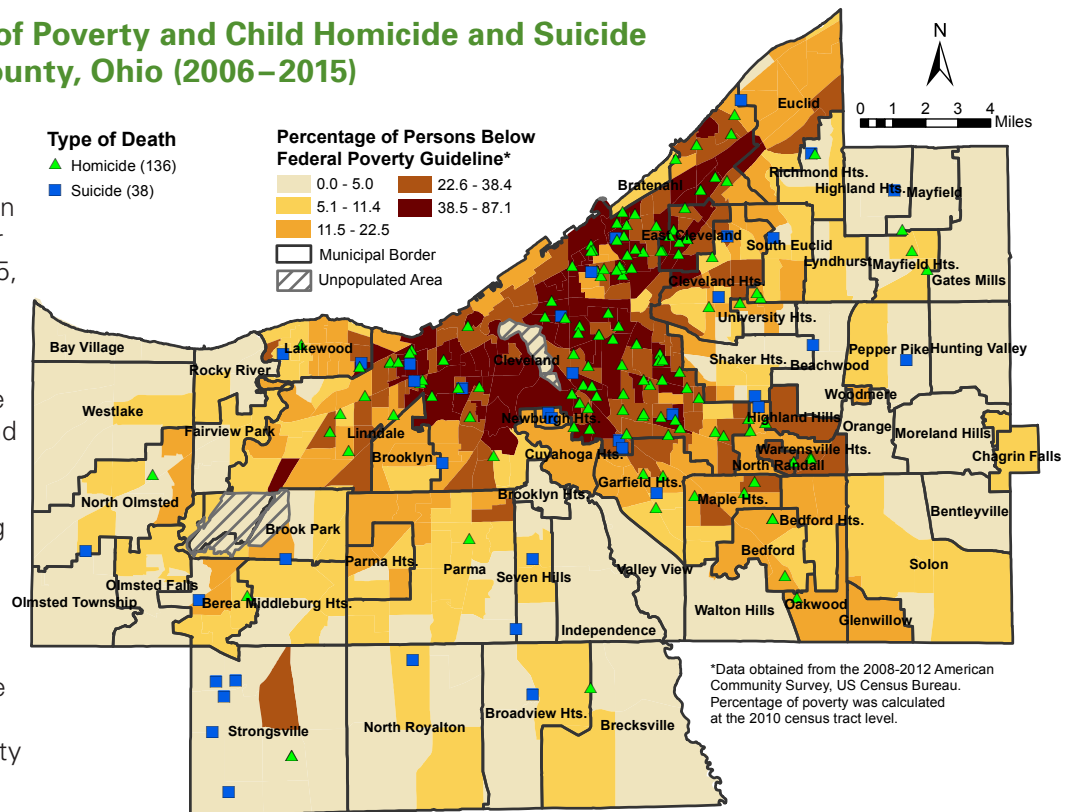 of Poverty and Child Homicide and Suicide
ounty, Ohio (2006–2015)
N
0 1 2 3 4
Miles
Type of Death
Homicide (136)
Suicide (38)
Percentage of Persons Below
Federal Poverty Guideline*
0.0 - 5.0
22.6 - 38.4
5.1 - 11.4
38.5 - 87.1
11.5 - 22.5
Municipal Border
Unpopulated Area
n
5,
e
d
g
e
ty
Euclid
Richmond Hts.
Bratenahl
Highland Hts.
Mayfield
East Cleveland
South Euclid
Lyndhurst
Mayfield Hts.
Gates Mills
Cleveland Hts.
University Hts.
Bay Village
Lakewood
Rocky River
Cleveland
Shaker Hts.
Beachwood
Pepper Pike
Hunting Valley
Woodmere
Westlake
Fairview Park
Linndale
Newburgh Hts.
Highland Hills
Orange
Moreland Hills
Chagrin Falls
Brooklyn
Cuyahoga Hts.
Warrensville Hts.
North Randall
Garfield Hts.
North Olmsted
Brooklyn Hts.
Maple Hts.
Bentleyville
Brook Park
Bedford Hts.
Bedford
Parma Hts.
Parma
Seven Hills
Valley View
Solon
Olmsted Falls
Olmsted Township
Berea
Middleburg Hts.
Walton Hills
Oakwood
Glenwillow
Independence
Strongsville
North Royalton
Broadview Hts.
Brecksville
*Data obtained from the 2008-2012 American
Community Survey, US Census Bureau.
Percentage of poverty was calculated
at the 2010 census tract level.